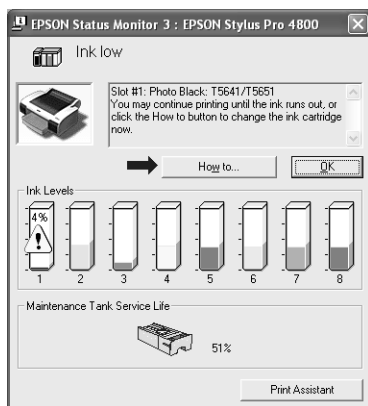 EPSON Status Monitor 3 : EPSON Stylus Pro 4800
Ink low
Slot #1: Photo Black: T5641/T5651
You may continue printing until the ink runs out, or
click the How to button to change the ink cartridge
now.
How to...
OK
Ink Levels
4%
1 2 3 4 5 6 7 8
Maintenance Tank Service Life
51%
Print Assistant